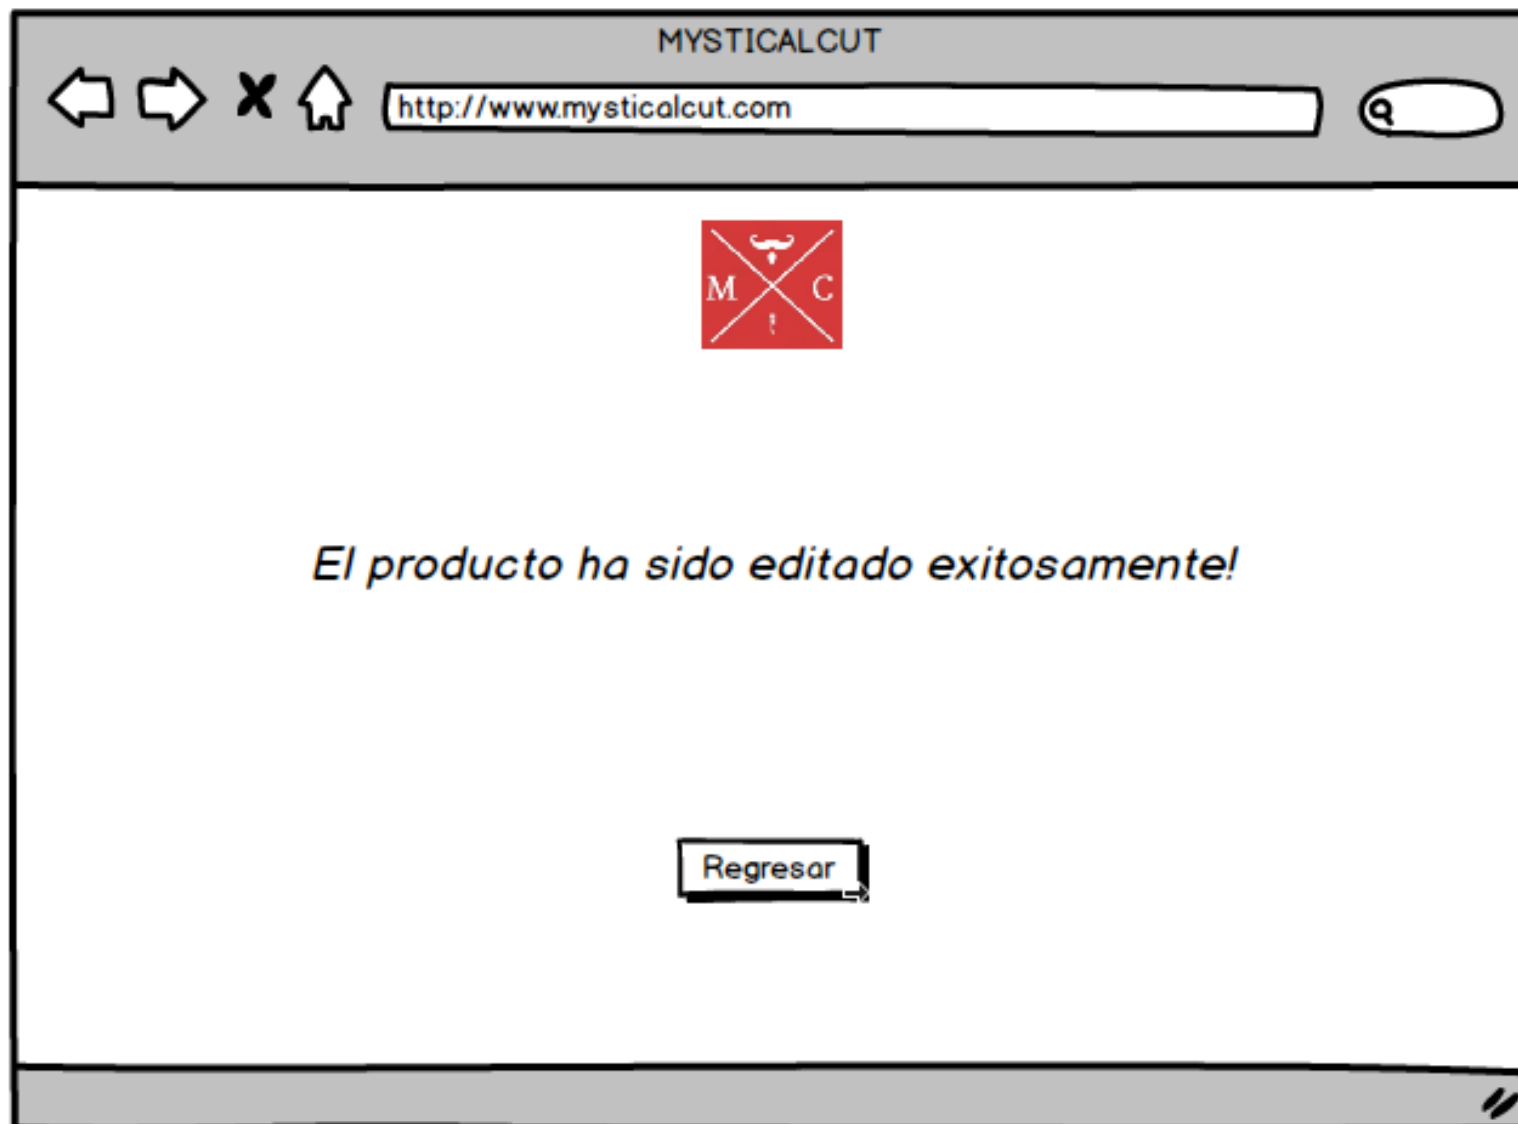 MYSTICALCUT
http://www.mysticalcut.com
M C
El producto ha sido editado exitosamente!
Regresar